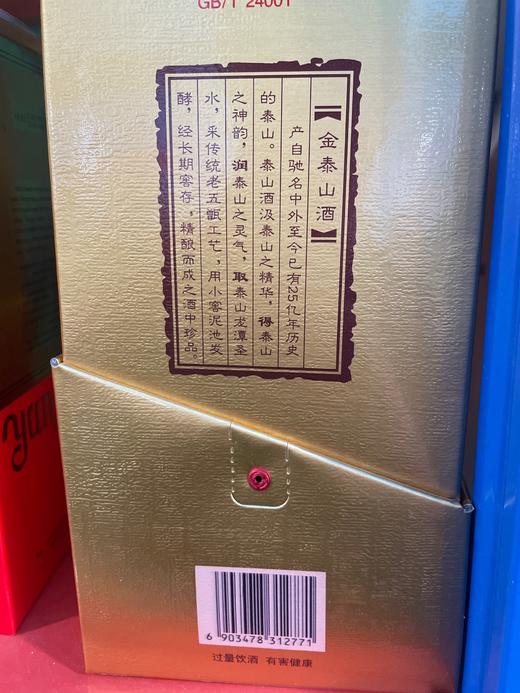 GB/T 24001
【金泰山酒】
产自驰名中外至今已有25亿年历史
的泰山。泰山酒汲泰山之精华，得泰山
之神韵，润泰山之灵气，取泰山龙潭圣
水，采传统老五甑工艺，用小窖泥池发
酵，经长期窖存，精酿而成之酒中珍品。
yan
6 903478 312771
过量饮酒 有害健康